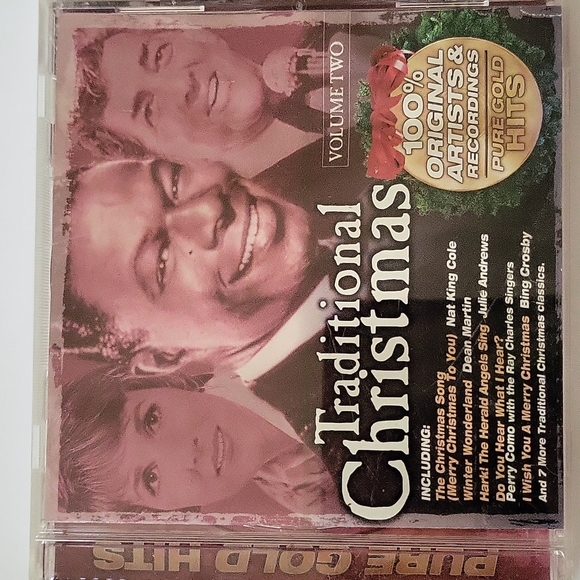 VOLUME TWO
100%
ORIGINAL
ARTISTS &
RECORDINGS
PURE GOLD
HITS
Traditional
Christmas
INCLUDING:
The Christmas Song
(Merry Christmas To You) Nat King Cole
Winter Wonderland Dean Martin
Hark! The Herald Angels Sing Julie Andrews
Do You Hear What I Hear?
Perry Como with the Ray Charles Singers
I Wish You A Merry Christmas Bing Crosby
And 7 More Traditional Christmas classics.
PURE GOLD HITS